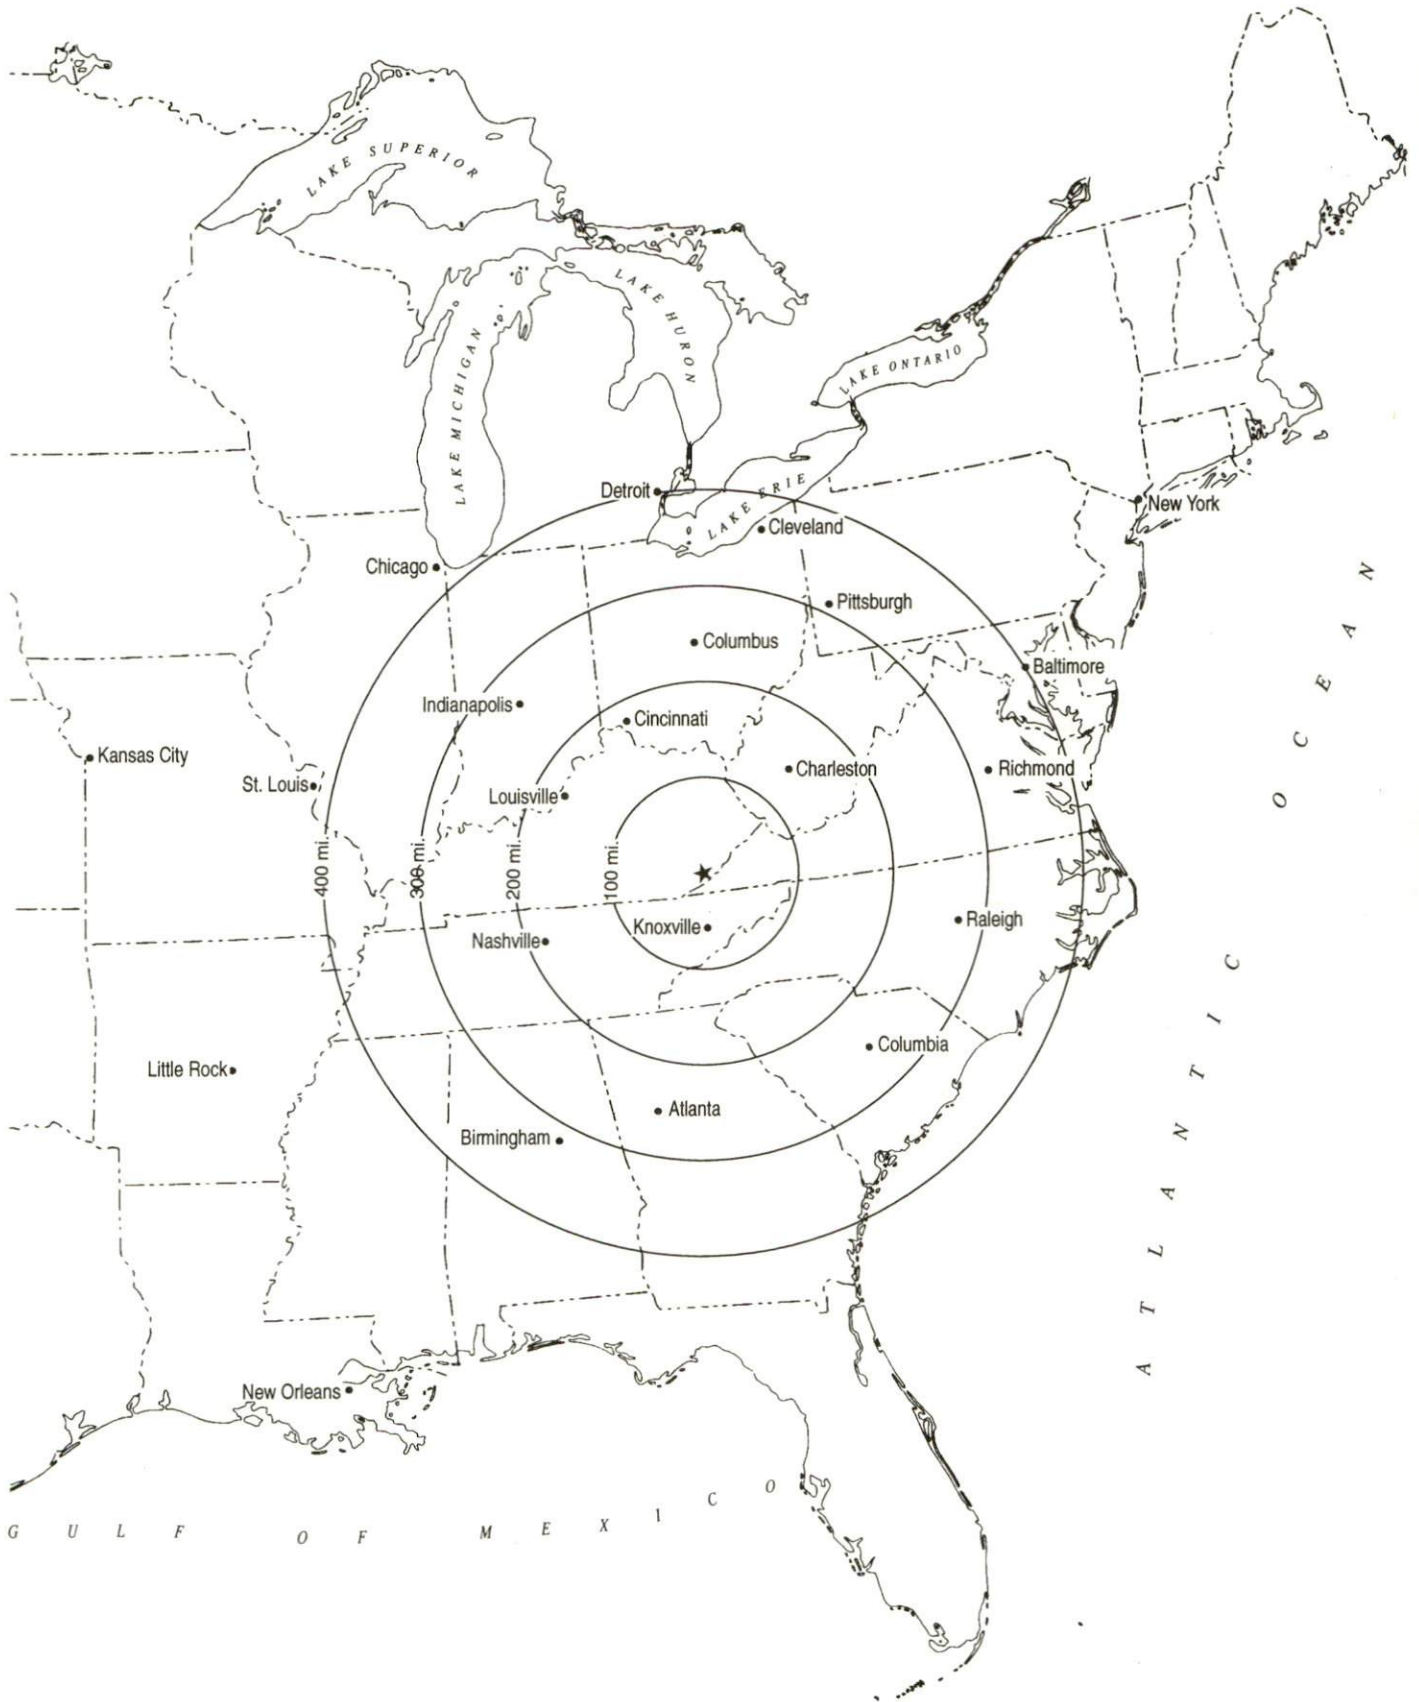 LAKE SUPERIOR
LAKE HURON
LAKE MICHIGAN
LAKE ONTARIO
LAKE ERIE
Detroit
New York
Cleveland
Chicago
Pittsburgh
Columbus
Baltimore
Indianapolis
Cincinnati
Kansas City
Charleston
Richmond
St. Louis
Louisville
400 mi.
300 mi.
200 mi.
100 mi.
Knoxville
Raleigh
Nashville
Columbia
Little Rock
Atlanta
Birmingham
New Orleans
ATLANTIC OCEAN
GULF OF MEXICO